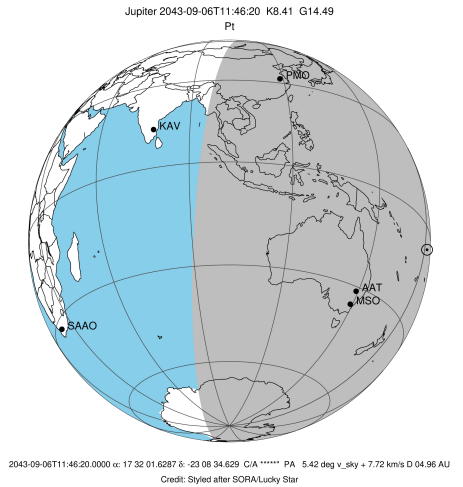 Jupiter 2043-09-06T11:46:20 K8.41 G14.49
Pt
PMO
KAV
AAT
MSO
SAAO
2043-09-06T11:46:20.0000 α: 17 32 01.6287 δ: -23 08 34.629 C/A ****** PA 5.42 deg v_sky + 7.72 km/s D 04.96 AU
Credit: Styled after SORA/Lucky Star